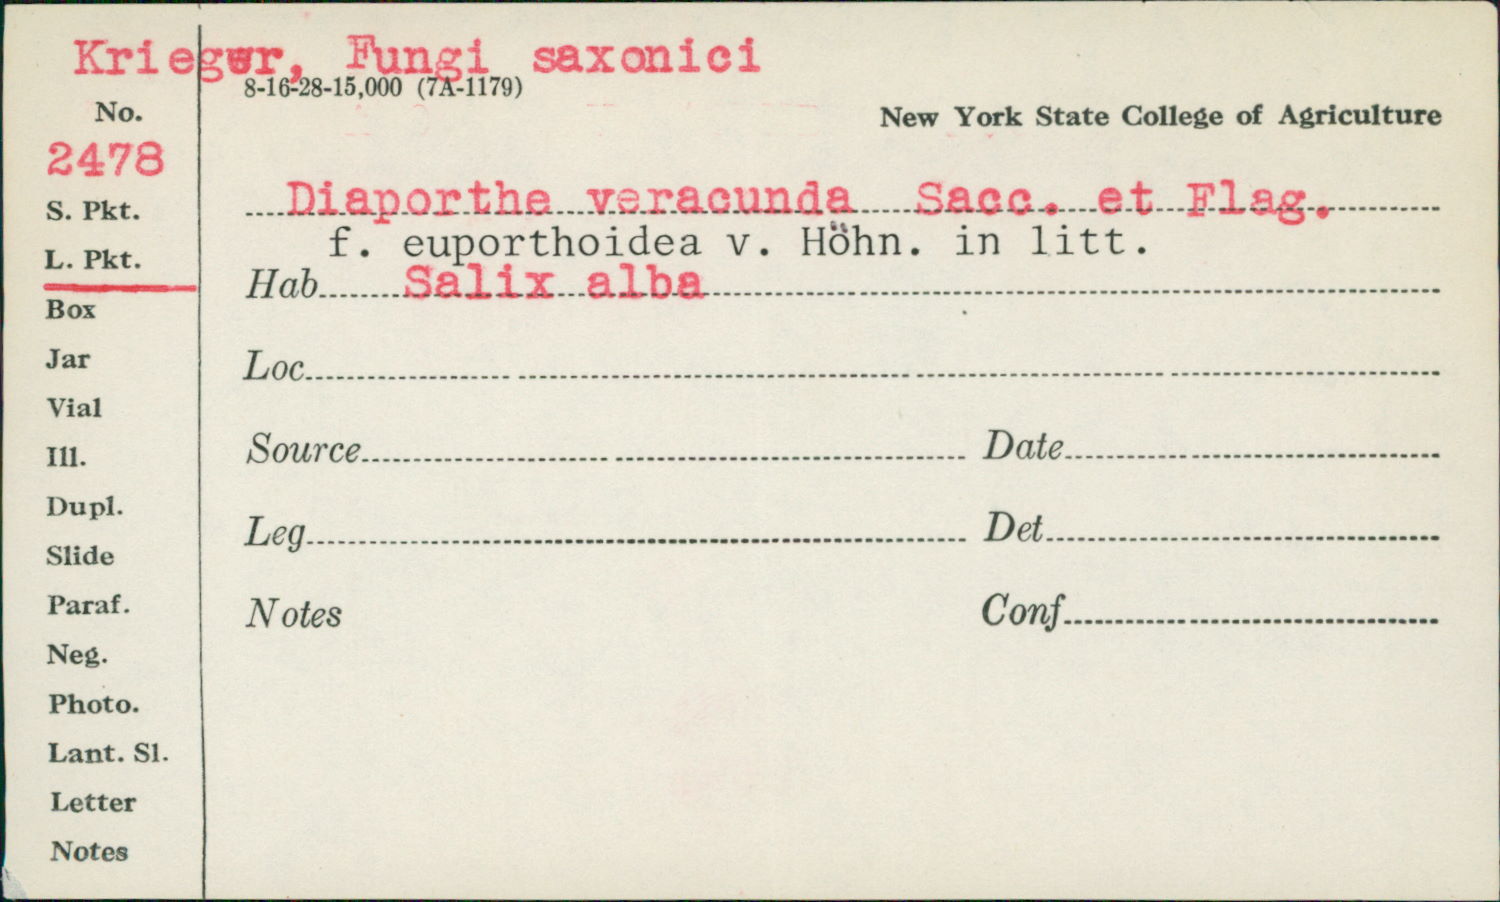 Krieger, Fungi saxonici
8-16-28-15,000 (7A-1179)
No.
New York State College of Agriculture
2478
Diaporthe veracunda Sacc. et Flag.
S. Pkt.
f. euporthoidea v. Höhn. in litt.
L. Pkt.
Hab. Salix alba
Box
Jar
Loc.
Vial
Ill.
Source
Date
Dupl.
Leg.
Det.
Slide
Paraf.
Notes
Conf.
Neg.
Photo.
Lant. Sl.
Letter
Notes